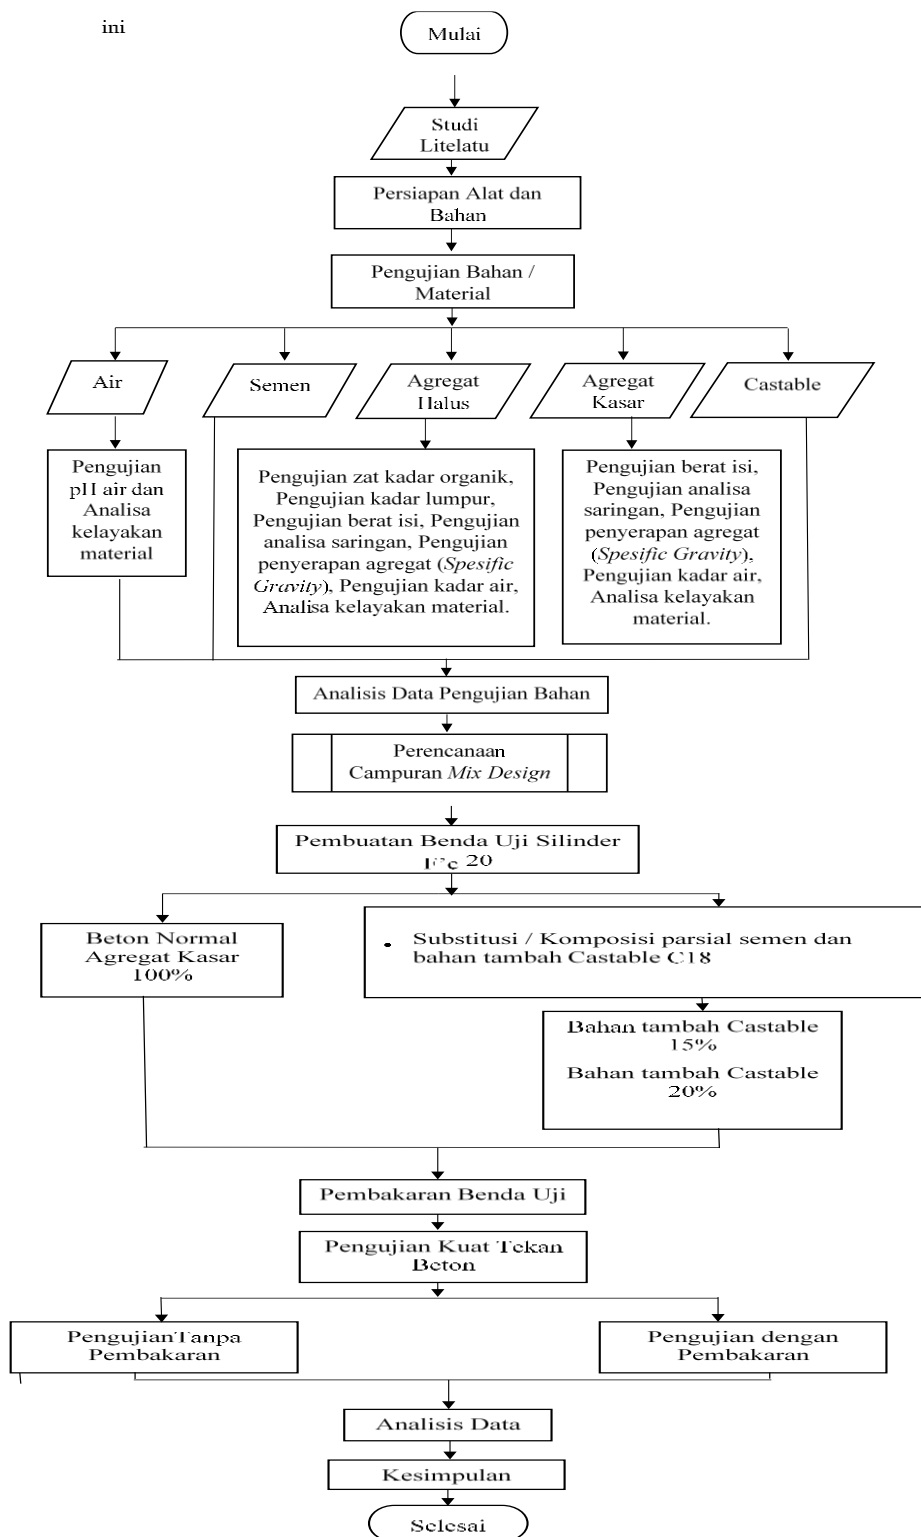 ini
Mulai
Studi
Litelatu
Persiapan Alat dan
Bahan
Pengujian Bahan /
Material
Air
Semen
Agregat
Halus
Agregat
Kasar
Castable
Pengujian
pH air dan
Analisa
kelayakan
material
Pengujian zat kadar organik,
Pengujian kadar lumpur,
Pengujian berat isi, Pengujian
analisa saringan, Pengujian
penyerapan agregat (Spesific
Gravity), Pengujian kadar air,
Analisa kelayakan material.
Pengujian berat isi,
Pengujian analisa
saringan, Pengujian
penyerapan agregat
(Spesific Gravity),
Pengujian kadar air,
Analisa kelayakan
material.
Analisis Data Pengujian Bahan
Perencanaan
Campuran Mix Design
Pembuatan Benda Uji Silinder
20
Beton Normal
Agregat Kasar
100%
• Substitusi / Komposisi parsial semen dan
bahan tambah Castable C18
Bahan tambah Castable
15%
Bahan tambah Castable
20%
Pembakaran Benda Uji
Pengujian Kuat Tekan
Beton
PengujianTanpa
Pembakaran
Pengujian dengan
Pembakaran
Analisis Data
Kesimpulan
Selesai